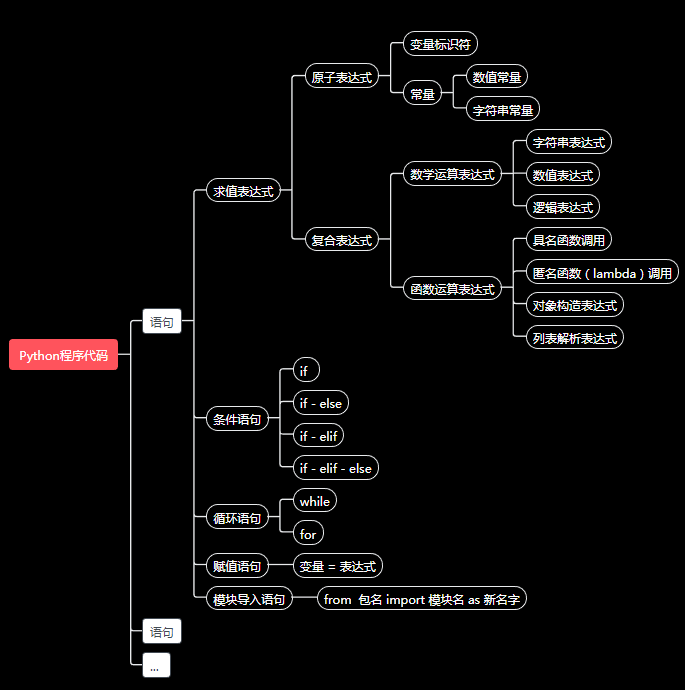 Python程序代码
语句
求值表达式
原子表达式
变量标识符
常量
数值常量
字符串常量
复合表达式
数学运算表达式
字符串表达式
数值表达式
逻辑表达式
函数运算表达式
具名函数调用
匿名函数（lambda）调用
对象构造表达式
列表解析表达式
条件语句
if
if - else
if - elif
if - elif - else
循环语句
while
for
赋值语句
变量 = 表达式
模块导入语句
from 包名 import 模块名 as 新名字
语句
...